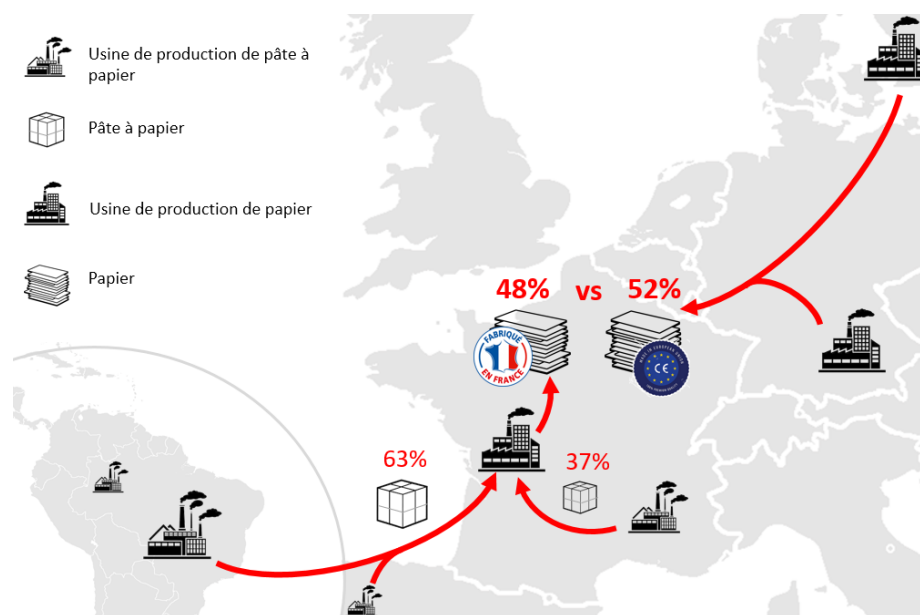 Usine de production de pâte à
papier
Pâte à papier
Usine de production de papier
Papier
48% vs 52%
FABRIQUÉ
EN FRANCE
CE
63%
37%